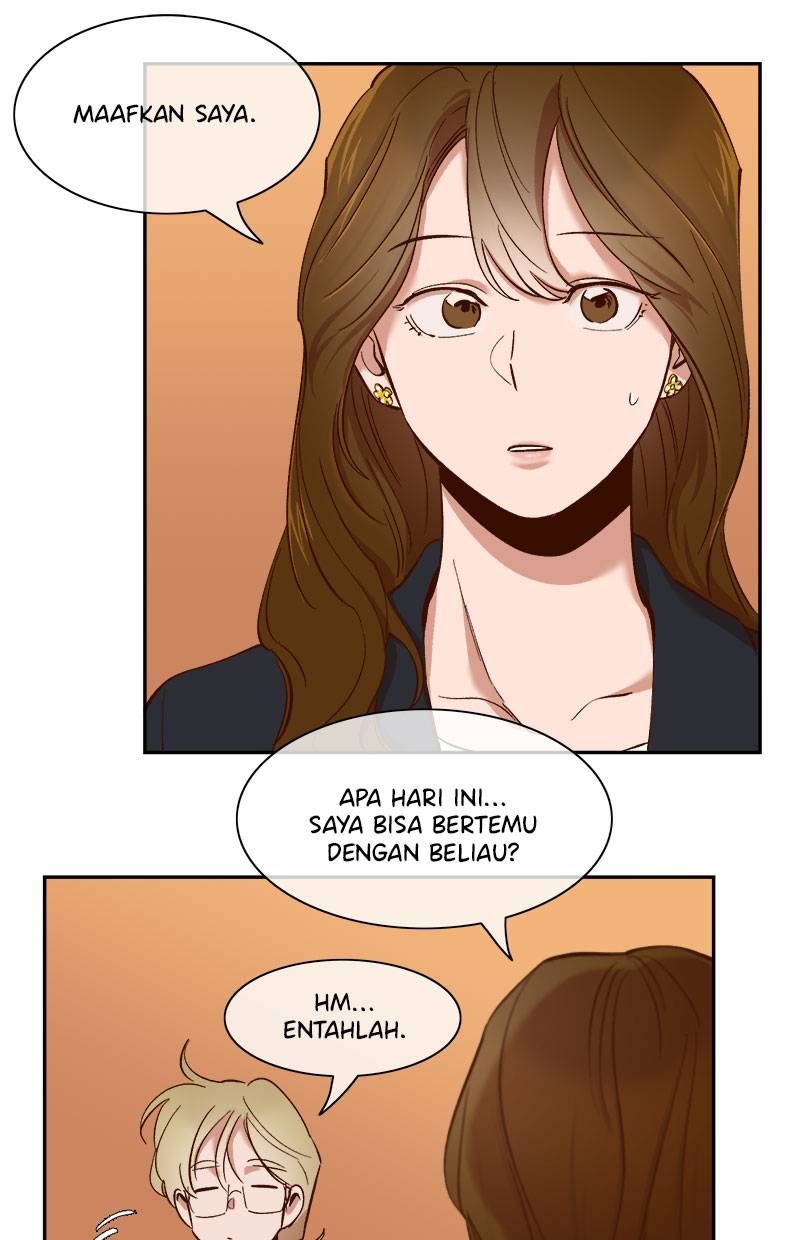 MAAFKAN SAYA.
APA HARI INI...
SAYA BISA BERTEMU
DENGAN BELIAU?
HM...
ENTAHLAH.